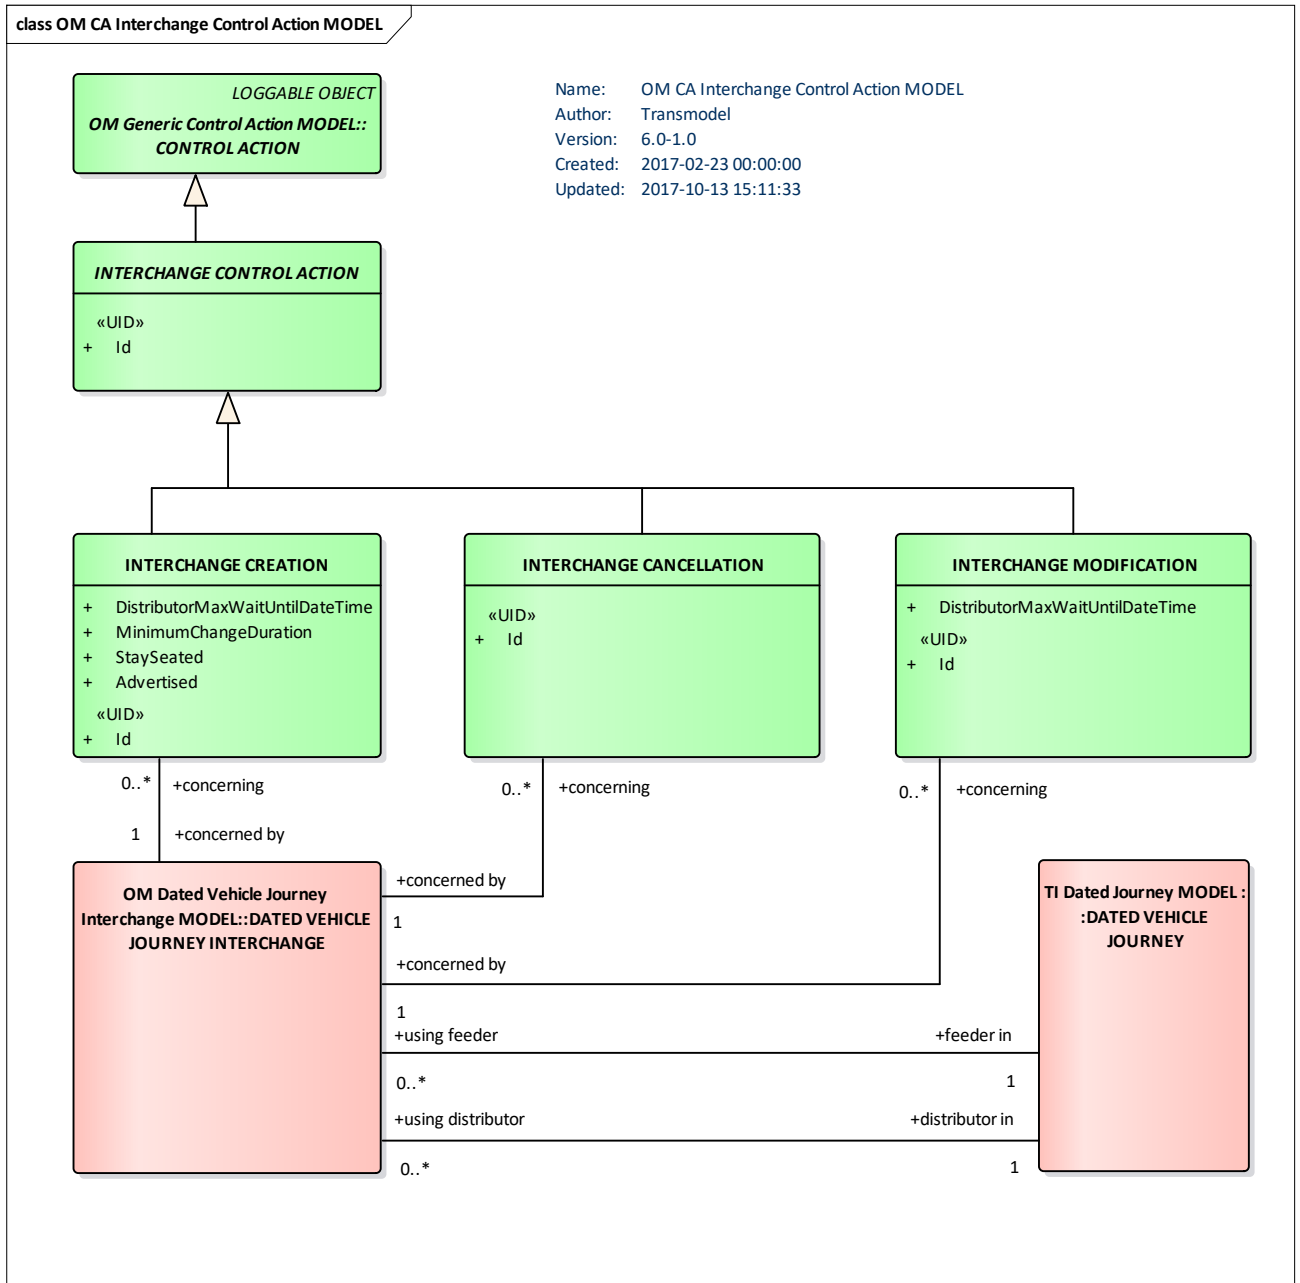 class OM CA Interchange Control Action MODEL
LOGGABLE OBJECT
OM Generic Control Action MODEL::
CONTROL ACTION
Name: OM CA Interchange Control Action MODEL
Author: Transmodel
Version: 6.0-1.0
Created: 2017-02-23 00:00:00
Updated: 2017-10-13 15:11:33
INTERCHANGE CONTROL ACTION
«UID»
+ Id
INTERCHANGE CREATION
+ DistributorMaxWaitUntilDateTime
+ MinimumChangeDuration
+ StaySeated
+ Advertised
«UID»
+ Id
INTERCHANGE CANCELLATION
«UID»
+ Id
INTERCHANGE MODIFICATION
+ DistributorMaxWaitUntilDateTime
«UID»
+ Id
0..* +concerning
1 +concerned by
0..* +concerning
0..* +concerning
OM Dated Vehicle Journey
Interchange MODEL::DATED VEHICLE
JOURNEY INTERCHANGE
+concerned by
1
+concerned by
1
TI Dated Journey MODEL :
:DATED VEHICLE
JOURNEY
+using feeder
+feeder in
0..*
1
+using distributor
+distributor in
0..*
1